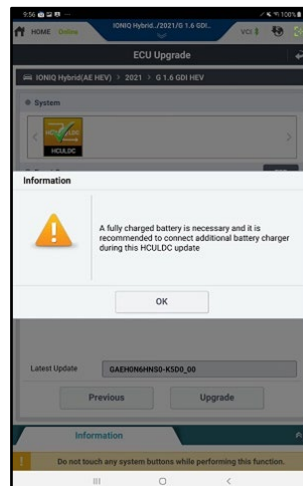 9:56
100%
HOME Online
IONIQ Hybrid../2021/G 1.6 GDI..
VCI
ECU Upgrade
IONIQ Hybrid(AE HEV) > 2021 > G 1.6 GDI HEV
System
HCULDC
Information
A fully charged battery is necessary and it is
recommended to connect additional battery charger
during this HCULDC update
OK
Latest Update
GAEH0N6HNS0-K5D0_00
Previous
Upgrade
Information
Do not touch any system buttons while performing this function.